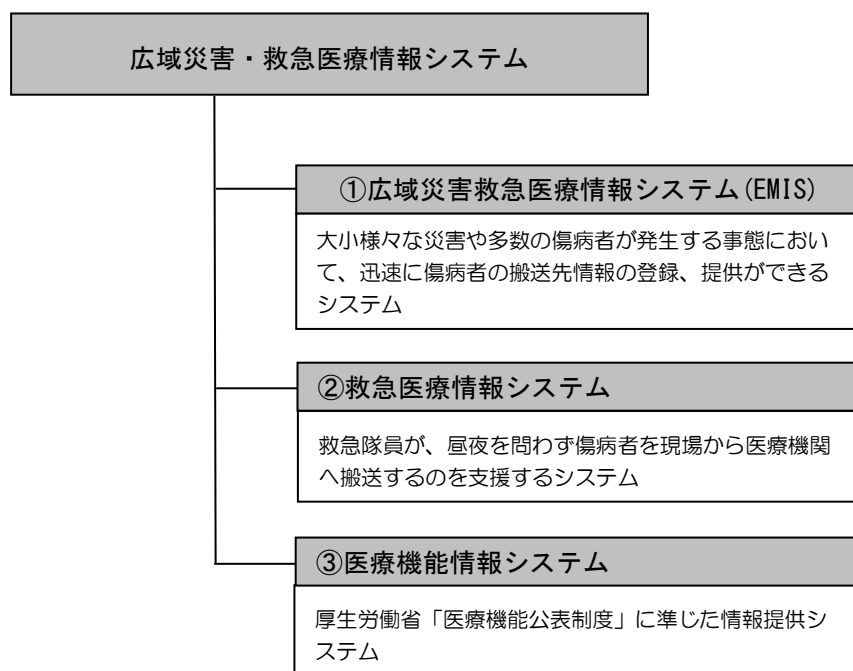 広域災害・救急医療情報システム
①広域災害救急医療情報システム(EMIS)
大小様々な災害や多数の傷病者が発生する事態におい
て、迅速に傷病者の搬送先情報の登録、提供ができる
システム
②救急医療情報システム
救急隊員が、昼夜を問わず傷病者を現場から医療機関
へ搬送するのを支援するシステム
③医療機能情報システム
厚生労働省「医療機能公表制度」に準じた情報提供シ
ステム